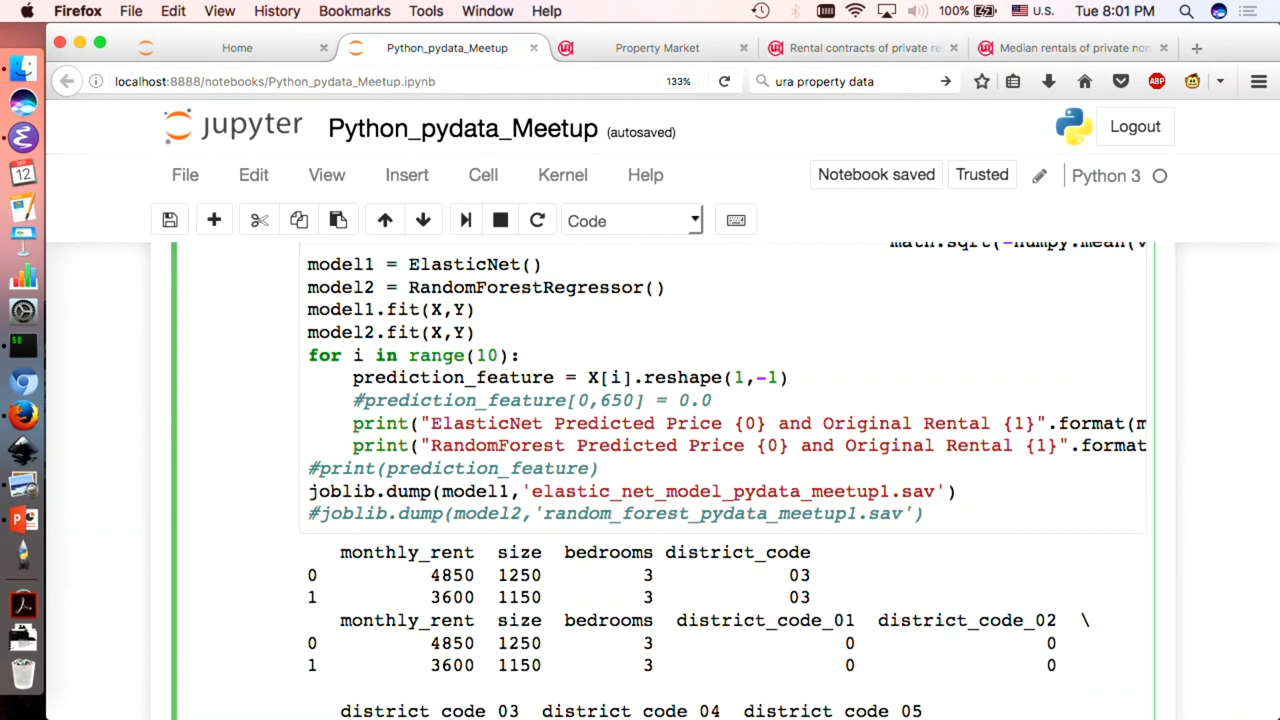 Firefox File Edit View History Bookmarks Tools Window Help 100% U.S. Tue 8:01 PM
Home Python_pydata_Meetup Property Market Rental contracts of private re Median rentals of private non
localhost:8888/notebooks/Python_pydata_Meetup.ipynb 133% ura property data ABP
jupyter Python_pydata_Meetup (autosaved) Logout
File Edit View Insert Cell Kernel Help Notebook saved Trusted Python 3
Code
math.sqrt(-numpy.mean(v
model1 = ElasticNet()
model2 = RandomForestRegressor()
model1.fit(X,Y)
model2.fit(X,Y)
for i in range(10):
prediction_feature = X[i].reshape(1,-1)
#prediction_feature[0,650] = 0.0
print("ElasticNet Predicted Price {0} and Original Rental {1}".format(m
print("RandomForest Predicted Price {0} and Original Rental {1}".format
#print(prediction_feature)
joblib.dump(model1,'elastic_net_model_pydata_meetup1.sav')
#joblib.dump(model2,'random_forest_pydata_meetup1.sav')
monthly_rent size bedrooms district_code
0 4850 1250 3 03
1 3600 1150 3 03
monthly_rent size bedrooms district_code_01 district_code_02 \
0 4850 1250 3 0 0
1 3600 1150 3 0 0
district_code_03 district_code_04 district_code_05